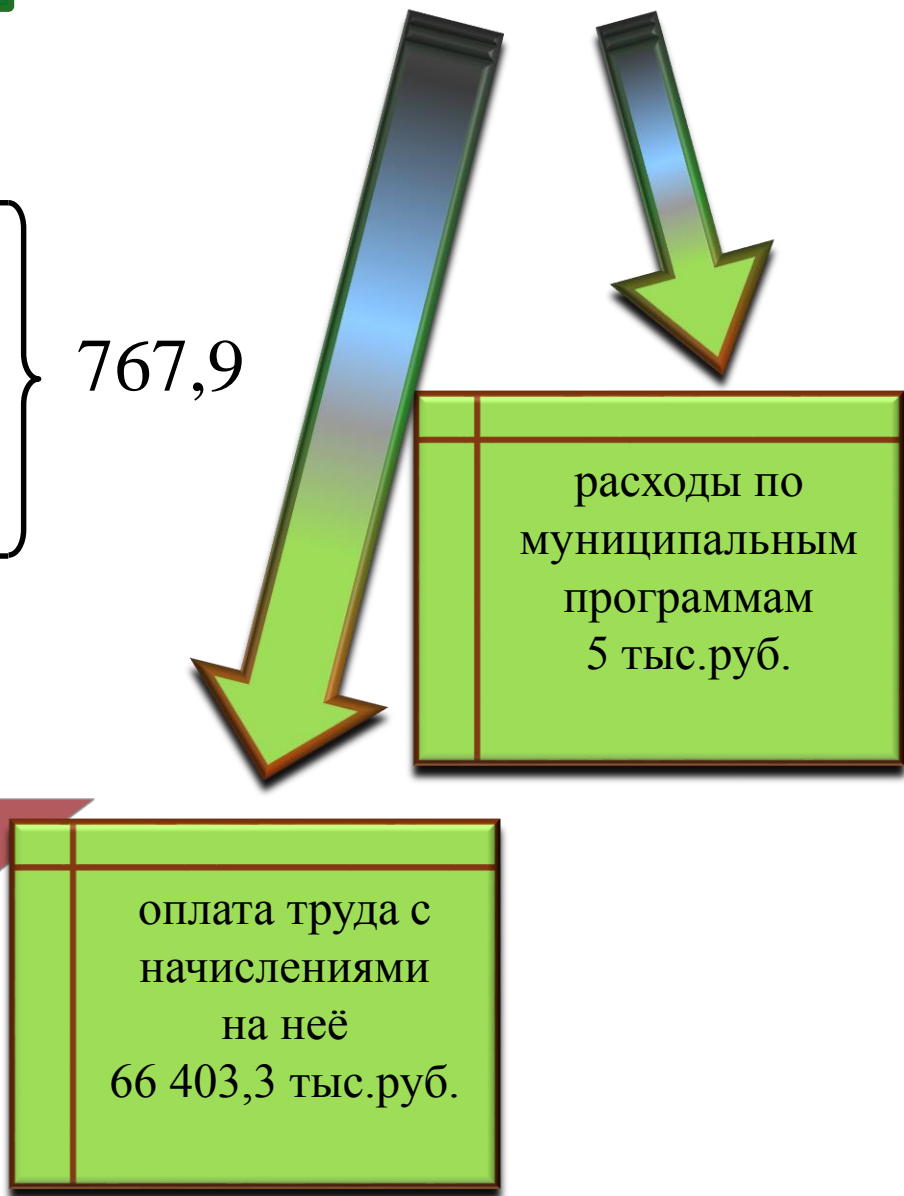 767,9
расходы по
муниципальным
программам
5 тыс.руб.
оплата труда с
начислениями
на неё
66 403,3 тыс.руб.